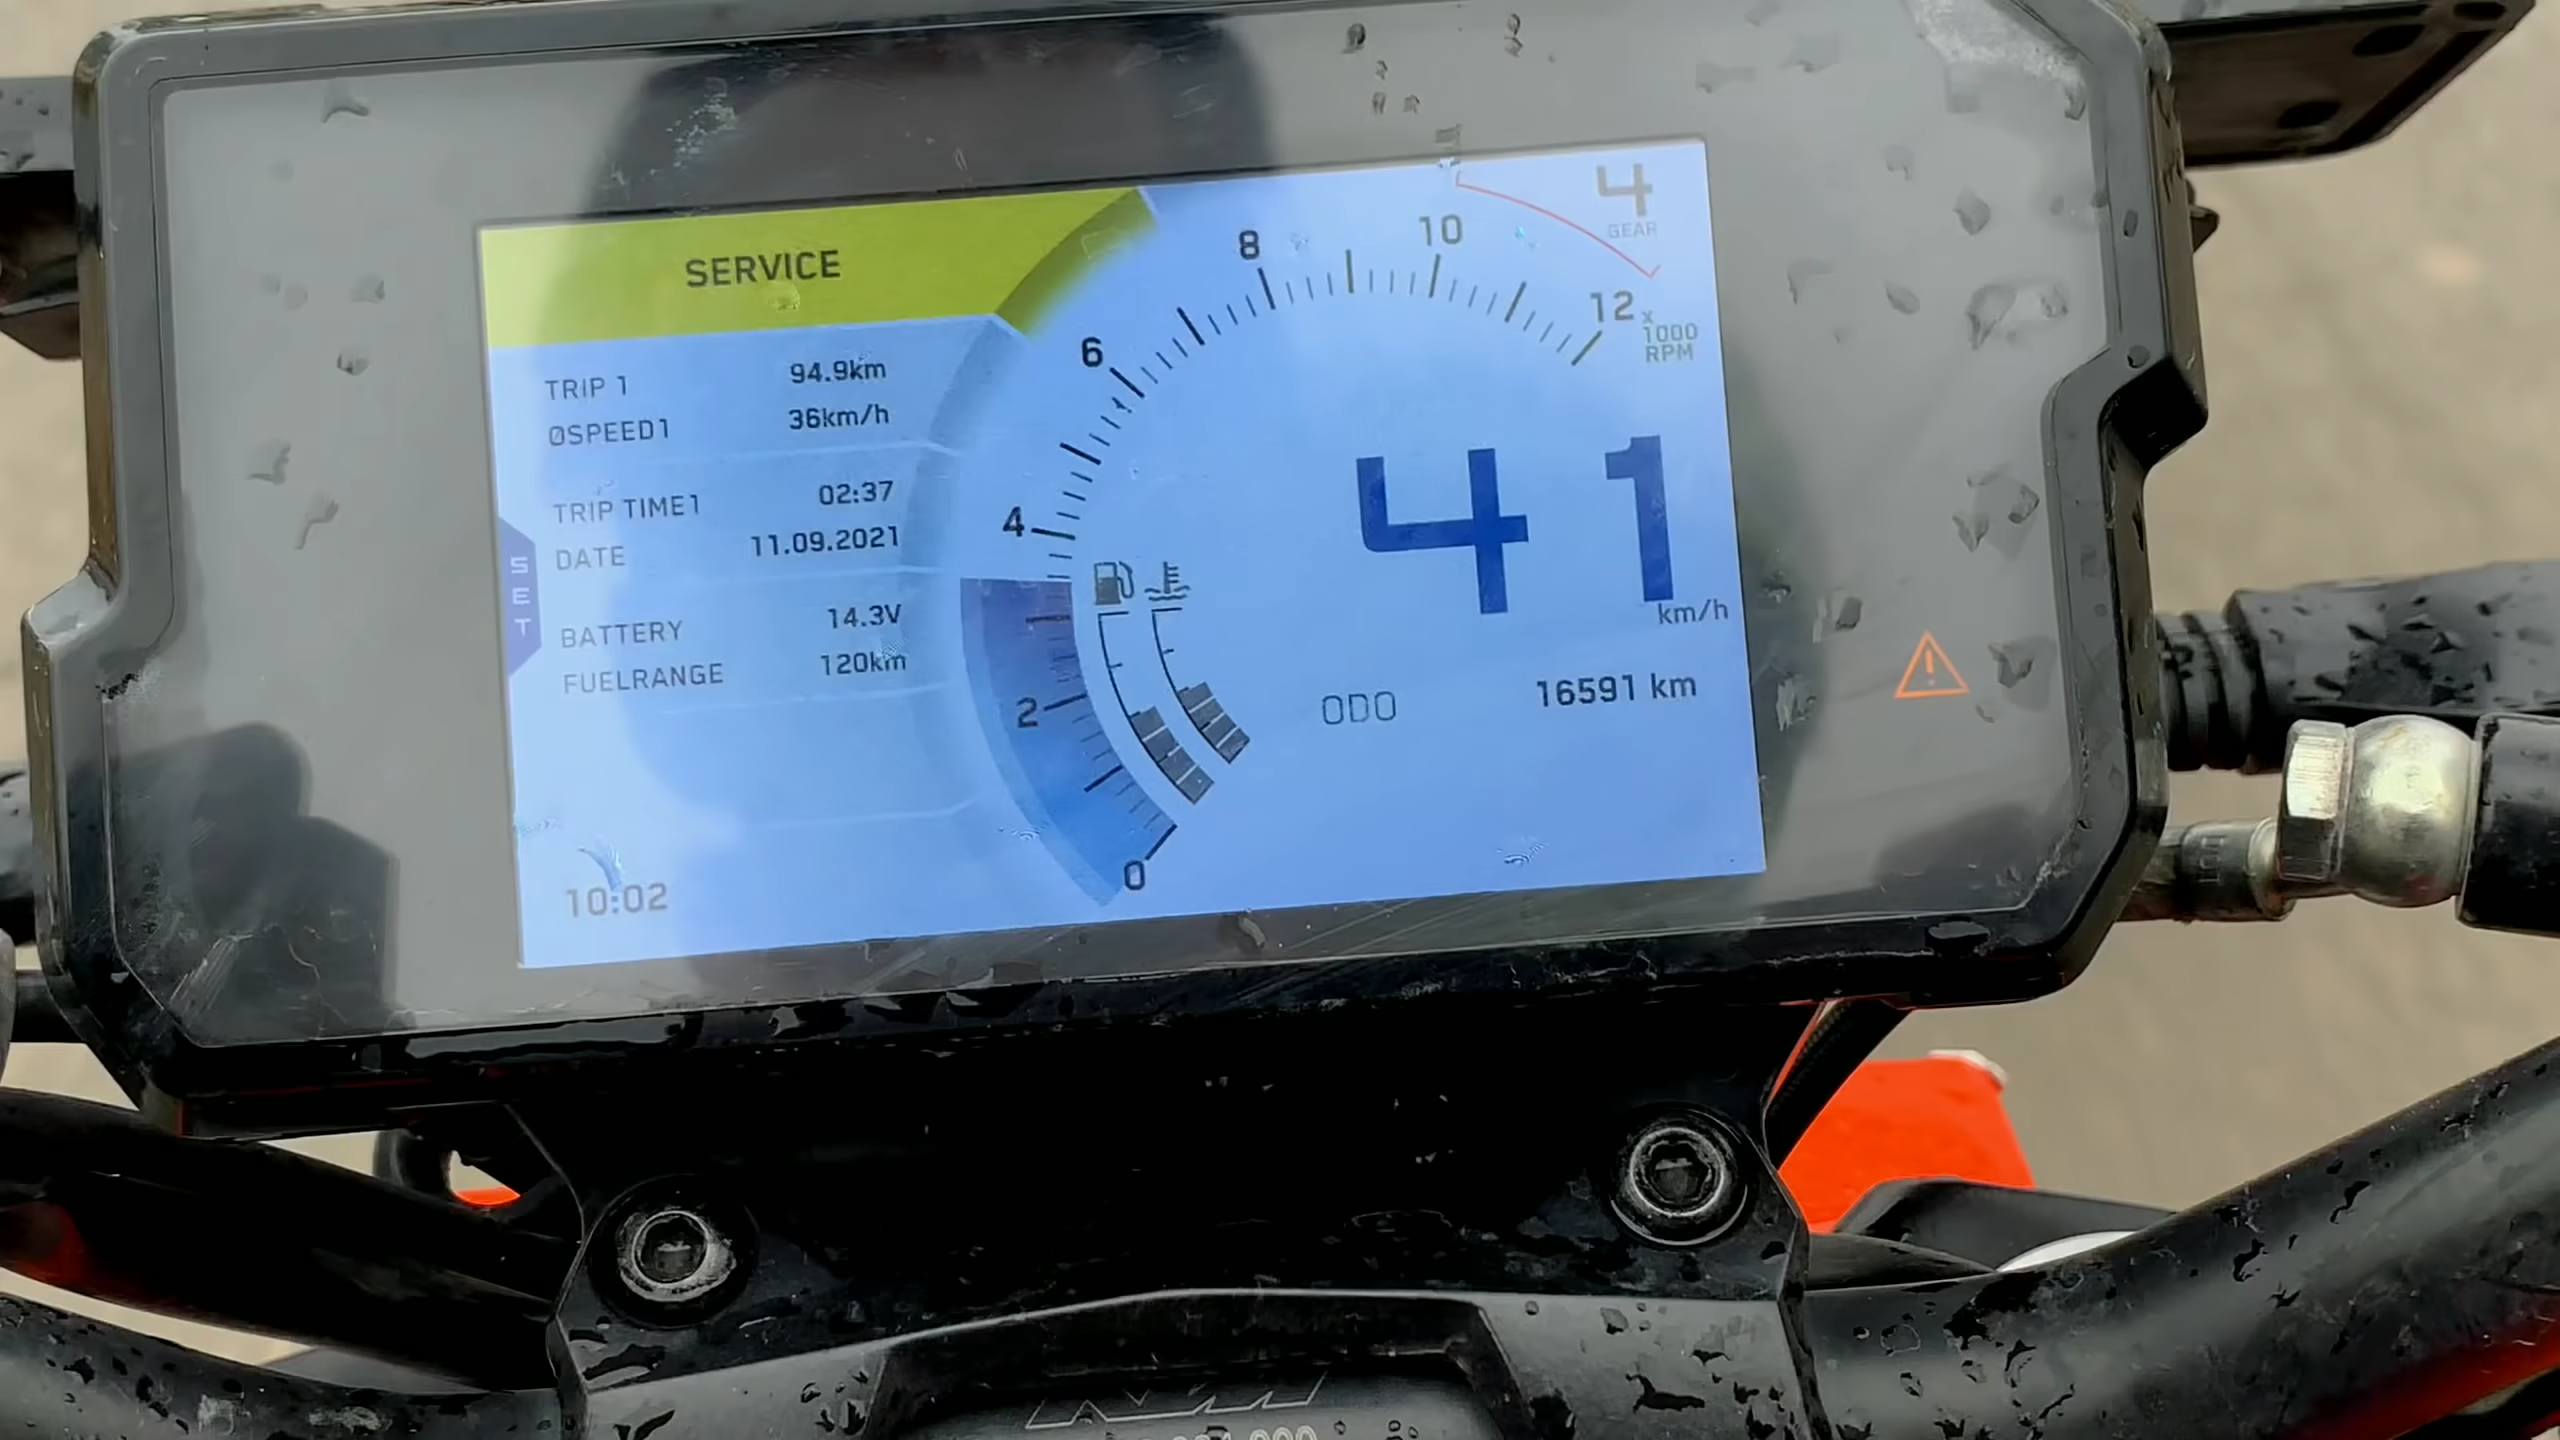 SERVICE
TRIP 1 94.9km
ØSPEED1 36km/h
TRIP TIME1 02:37
DATE 11.09.2021
BATTERY 14.3V
FUELRANGE 120km
SET
10:02
0
2
4
6
8
10
12
x
1000
RPM
4
GEAR
41
km/h
ODO 16591 km